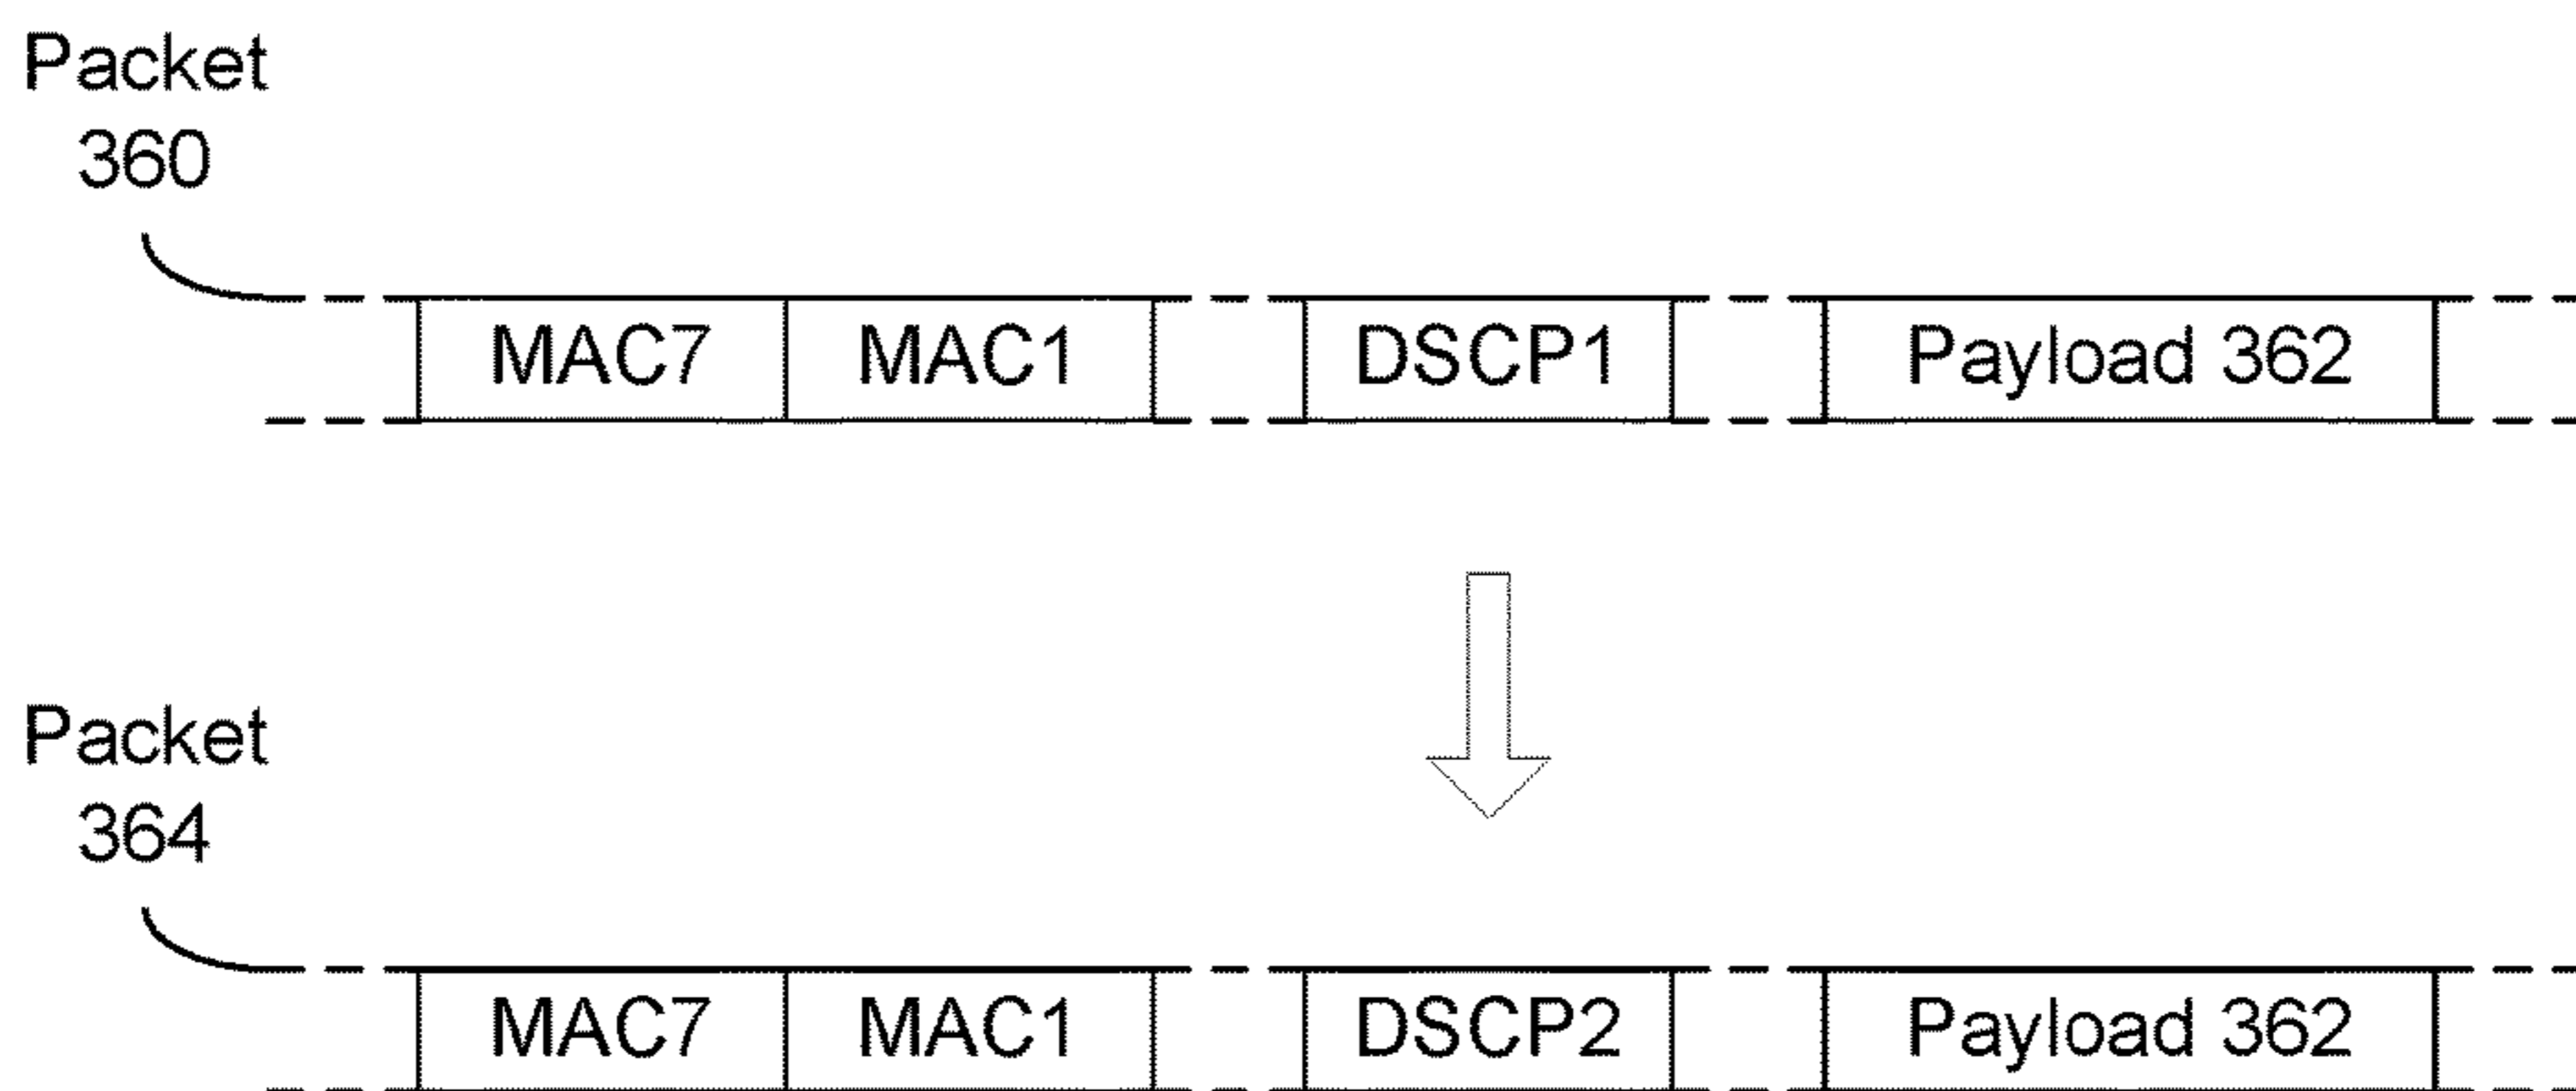 Packet
360
MAC7 MAC1 DSCP1 Payload 362
Packet
364
MAC7 MAC1 DSCP2 Payload 362